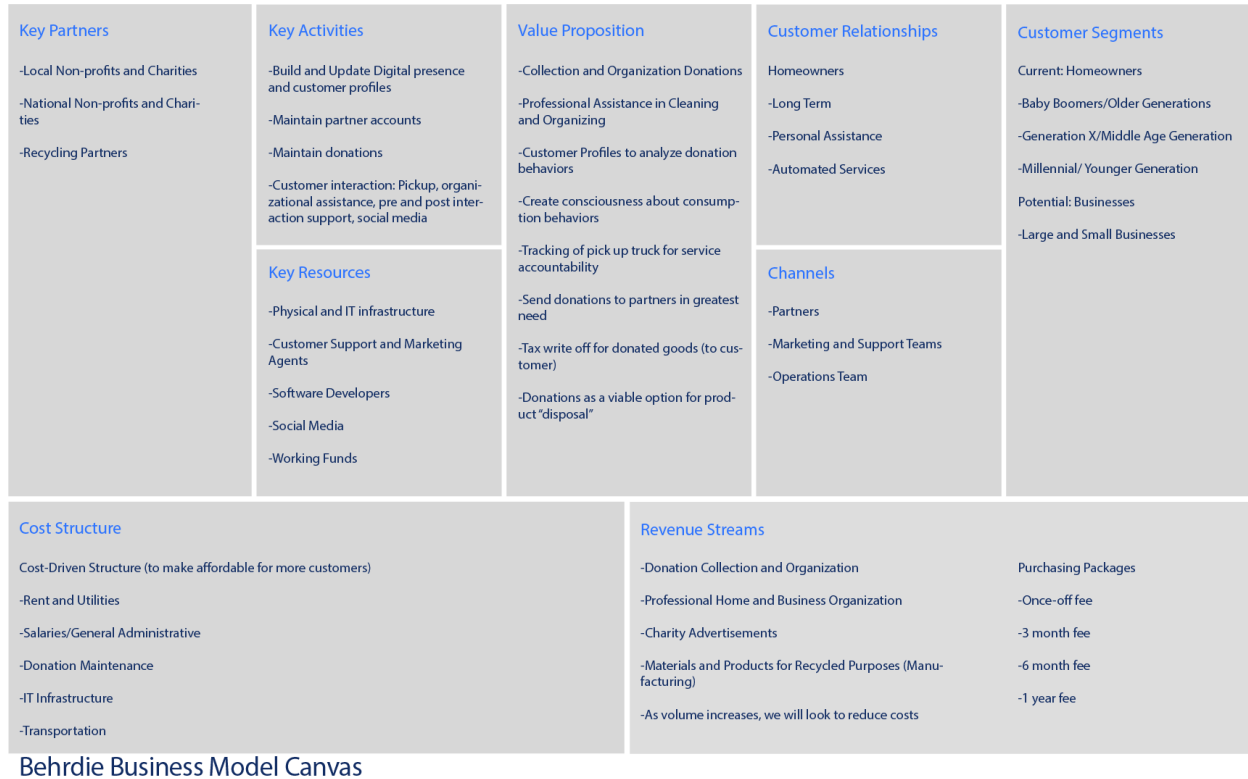 Key Partners
-Local Non-profits and Charities
-National Non-profits and Chari-
ties
-Recycling Partners
Key Activities
-Build and Update Digital presence
and customer profiles
-Maintain partner accounts
-Maintain donations
-Customer interaction: Pickup, organi-
zational assistance, pre and post inter-
action support, social media
Key Resources
-Physical and IT infrastructure
-Customer Support and Marketing
Agents
-Software Developers
-Social Media
-Working Funds
Value Proposition
-Collection and Organization Donations
-Professional Assistance in Cleaning
and Organizing
-Customer Profiles to analyze donation
behaviors
-Create consciousness about consump-
tion behaviors
-Tracking of pick up truck for service
accountability
-Send donations to partners in greatest
need
-Tax write off for donated goods (to cus-
tomer)
-Donations as a viable option for prod-
uct “disposal”
Customer Relationships
Homeowners
-Long Term
-Personal Assistance
-Automated Services
Channels
-Partners
-Marketing and Support Teams
-Operations Team
Customer Segments
Current: Homeowners
-Baby Boomers/Older Generations
-Generation X/Middle Age Generation
-Millennial/ Younger Generation
Potential: Businesses
-Large and Small Businesses
Cost Structure
Cost-Driven Structure (to make affordable for more customers)
-Rent and Utilities
-Salaries/General Administrative
-Donation Maintenance
-IT Infrastructure
-Transportation
Revenue Streams
-Donation Collection and Organization
-Professional Home and Business Organization
-Charity Advertisements
-Materials and Products for Recycled Purposes (Manu-
facturing)
-As volume increases, we will look to reduce costs
Purchasing Packages
-Once-off fee
-3 month fee
-6 month fee
-1 year fee
Behrdie Business Model Canvas